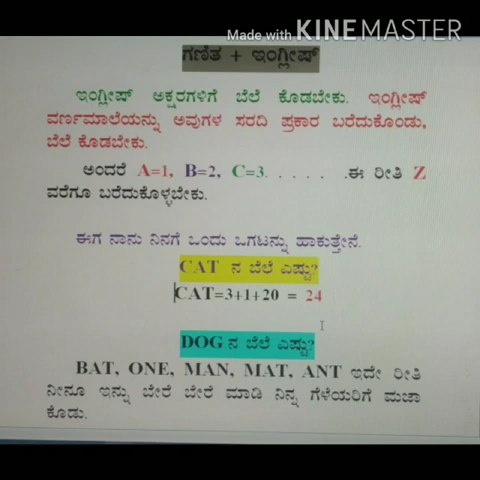 Made with KINEMASTER
ಗಣಿತ + ಇಂಗ್ಲೀಷ್
ಇಂಗ್ಲೀಷ್ ಅಕ್ಷರಗಳಿಗೆ ಬೆಲೆ ಕೊಡಬೇಕು. ಇಂಗ್ಲೀಷ್
ವರ್ಣಮಾಲೆಯನ್ನು ಅವುಗಳ ಸರದಿ ಪ್ರಕಾರ ಬರೆದುಕೊಂಡು,
ಬೆಲೆ ಕೊಡಬೇಕು.
ಅಂದರೆ A=1, B=2, C=3. . . . . .ಈ ರೀತಿ Z
ವರೆಗೂ ಬರೆದುಕೊಳ್ಳಬೇಕು.
ಈಗ ನಾನು ನಿನಗೆ ಒಂದು ಒಗಟನ್ನು ಹಾಕುತ್ತೇನೆ.
CAT ನ ಬೆಲೆ ಎಷ್ಟು?
CAT=3+1+20 = 24
DOG ನ ಬೆಲೆ ಎಷ್ಟು?
BAT, ONE, MAN, MAT, ANT ಇದೇ ರೀತಿ
ನೀನೂ ಇನ್ನು ಬೇರೆ ಬೇರೆ ಮಾಡಿ ನಿನ್ನ ಗೆಳೆಯರಿಗೆ ಮಜಾ
ಕೊಡು.